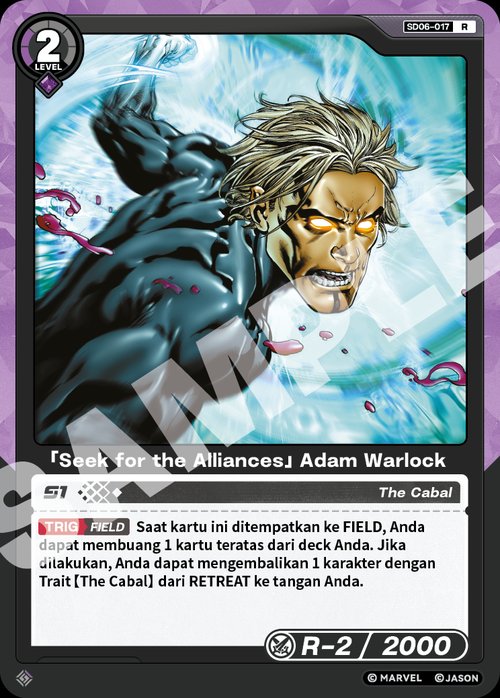 2
LEVEL
SD06-017 R
SAMPLE
「Seek for the Alliances」 Adam Warlock
S1
The Cabal
TRIG FIELD Saat kartu ini ditempatkan ke FIELD, Anda
dapat membuang 1 kartu teratas dari deck Anda. Jika
dilakukan, Anda dapat mengembalikan 1 karakter dengan
Trait【The Cabal】dari RETREAT ke tangan Anda.
R-2 / 2000
© MARVEL © JASON